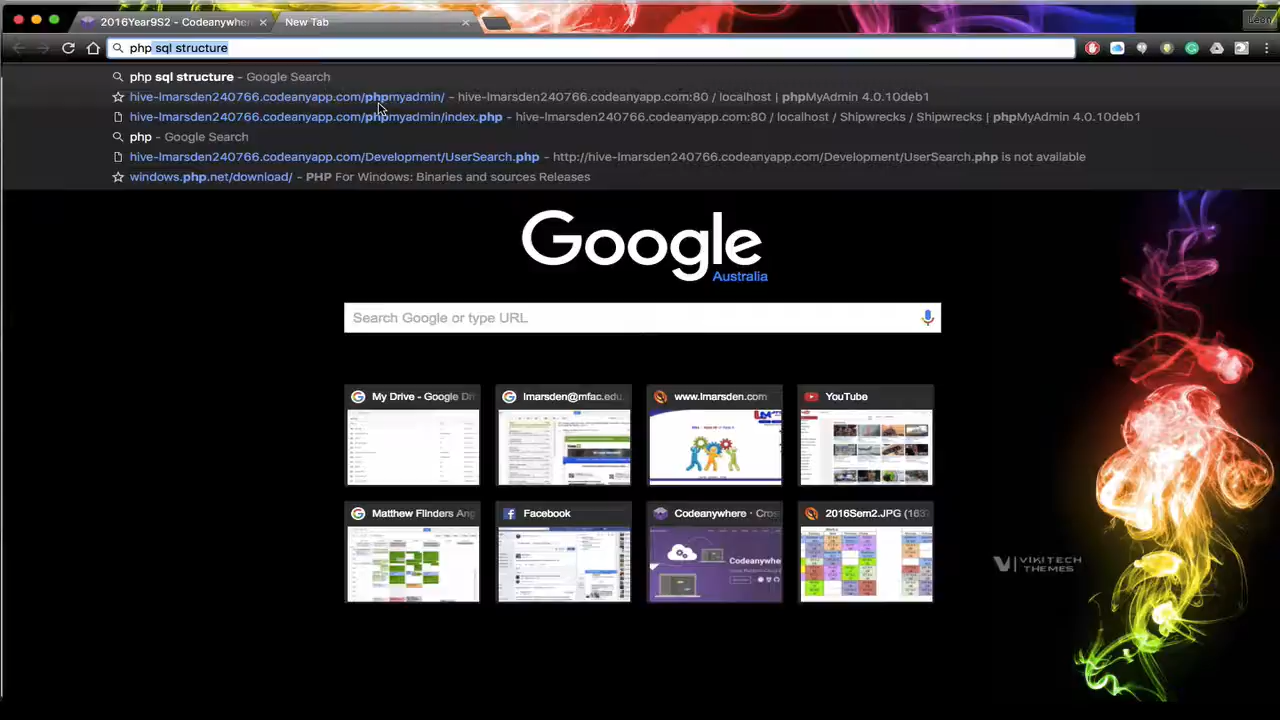 2016Year9S2 - Codeanywher
New Tab
Leon
php sql structure
php sql structure – Google Search
hive-lmarsden240766.codeanyapp.com/phpmyadmin/ – hive-lmarsden240766.codeanyapp.com:80 / localhost | phpMyAdmin 4.0.10deb1
hive-lmarsden240766.codeanyapp.com/phpmyadmin/index.php – hive-lmarsden240766.codeanyapp.com:80 / localhost / Shipwrecks / Shipwrecks | phpMyAdmin 4.0.10deb1
php – Google Search
hive-lmarsden240766.codeanyapp.com/Development/UserSearch.php – http://hive-lmarsden240766.codeanyapp.com/Development/UserSearch.php is not available
windows.php.net/download/ – PHP For Windows: Binaries and sources Releases
Google
Australia
Search Google or type URL
My Drive - Google Dri
lmarsden@mfac.edu.
www.lmarsden.com
YouTube
Matthew Flinders Ang
Facebook
Codeanywhere · Cros
2016Sem2.JPG (163
Codeanywhe
VIKITECH
THEMES